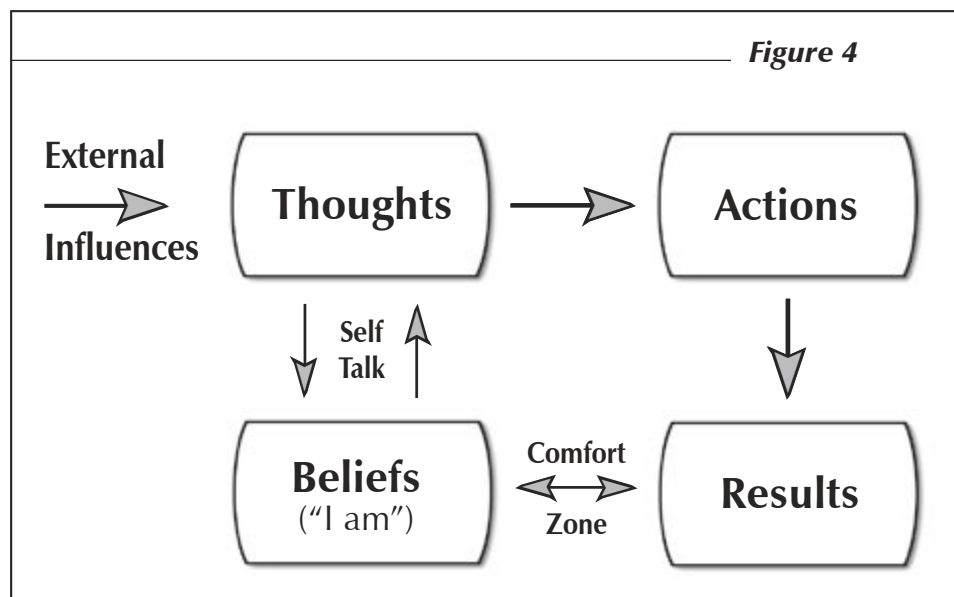 Figure 4
External
Influences
Thoughts
Actions
Self
Talk
Beliefs
("I am")
Comfort
Zone
Results